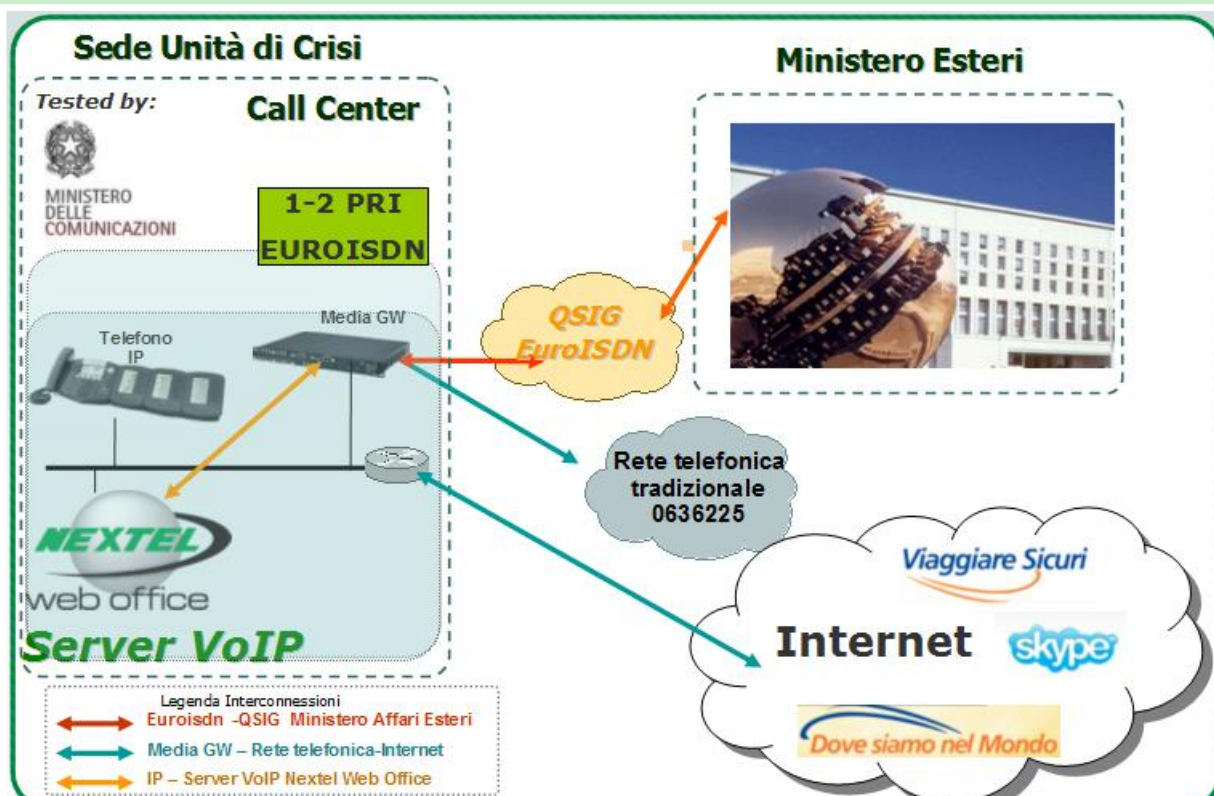 Sede Unità di Crisi
Ministero Esteri
Tested by:
Call Center
MINISTERO
DELLE
COMUNICAZIONI
1-2 PRI
EUROISDN
Media GW
Telefono
IP
QSIG
EuroISDN
Rete telefonica
tradizionale
0636225
NEXTEL
web office
Server VoIP
Viaggiare Sicuri
Internet
skype
Dove siamo nel Mondo
Legenda Interconnessioni
Euroisdn -QSIG Ministero Affari Esteri
Media GW – Rete telefonica-Internet
IP – Server VoIP Nextel Web Office